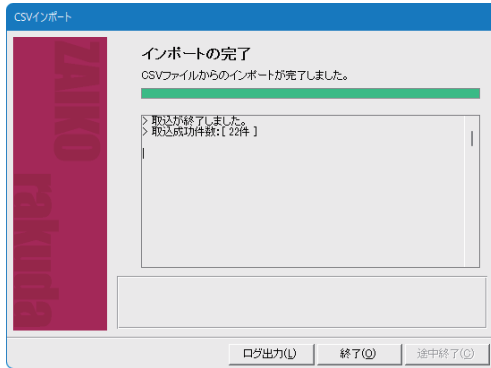 CSVインポート
ZAIKO rakuda
インポートの完了
CSVファイルからのインポートが完了しました。
> 取込が終了しました。
> 取込成功件数:[ 22件 ]
ログ出力(L)
終了(O)
途中終了(C)